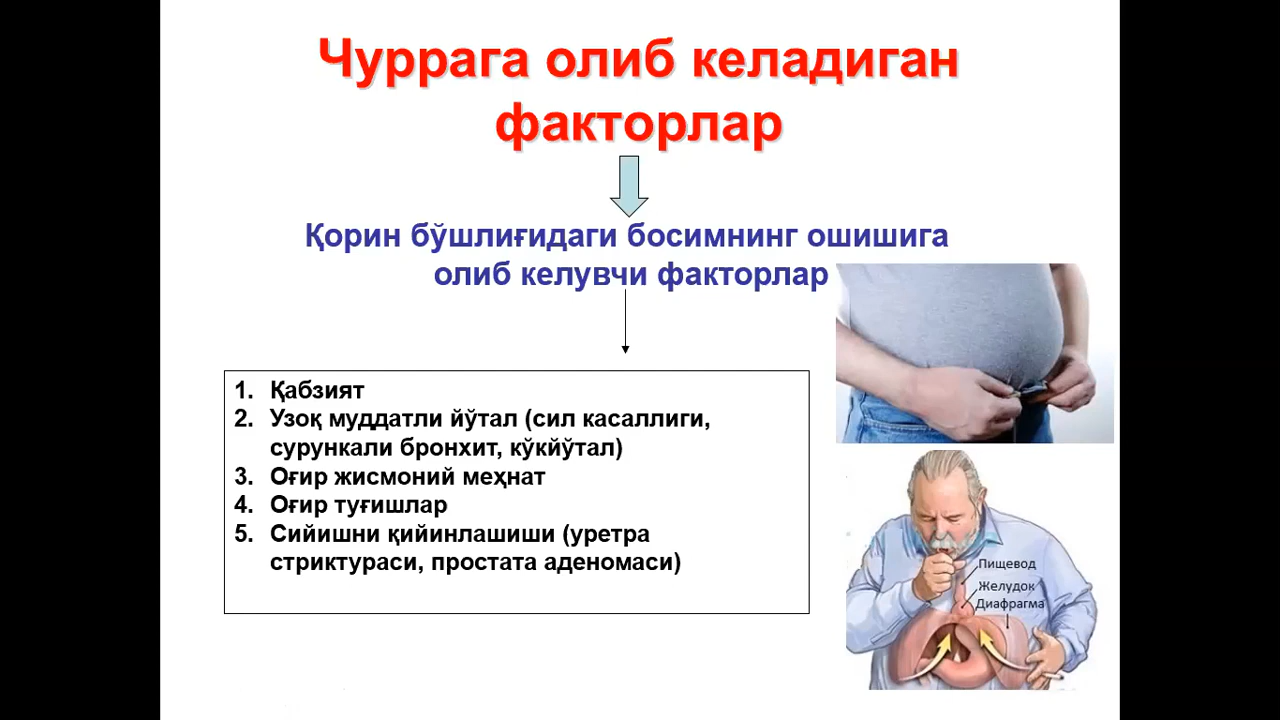 Чуррага олиб келадиган
факторлар
Қорин бўшлиғидаги босимнинг ошишига
олиб келувчи факторлар
1. Қабзият
2. Узоқ муддатли йўтал (сил касаллиги,
сурункали бронхит, кўкйўтал)
3. Оғир жисмоний меҳнат
4. Оғир туғишлар
5. Сийишни қийинлашиши (уретра
стриктураси, простата аденомаси)
Пищевод
Желудок
Диафрагма